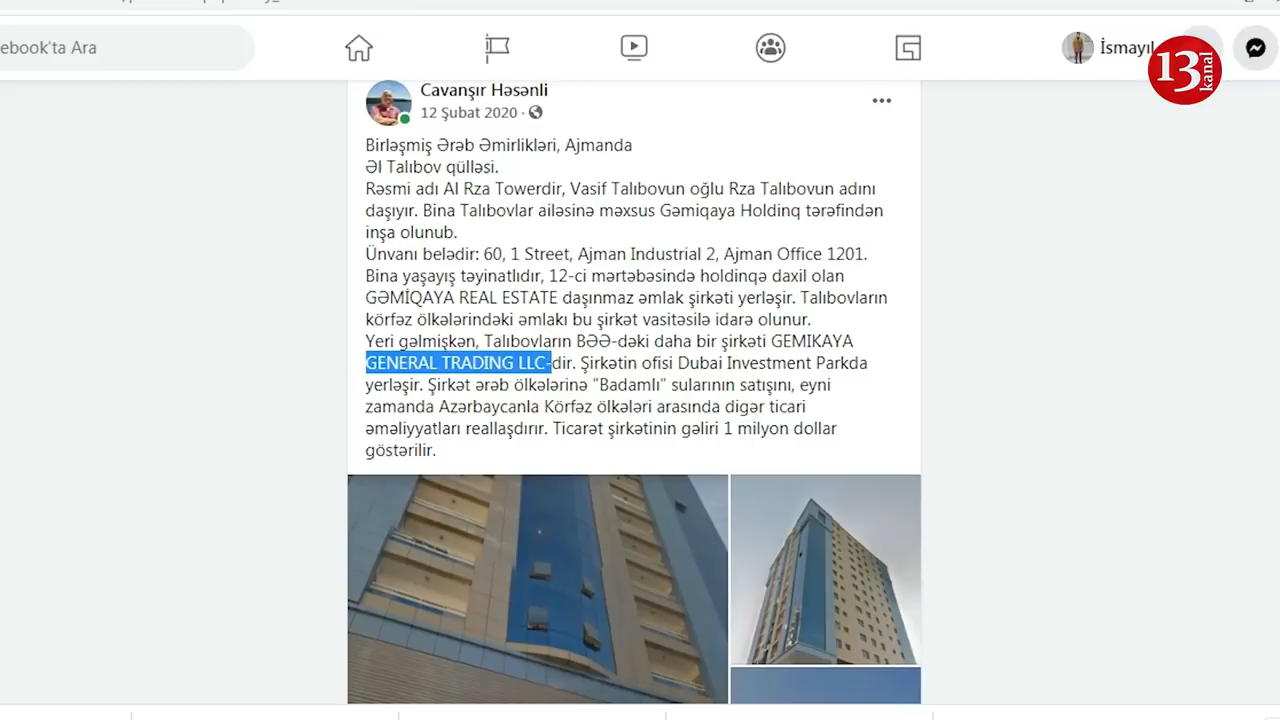 ebook'ta Ara
İsmayıl
13
kanal
Cavanşır Həsənli
12 Şubat 2020 ·
Birləşmiş Ərəb Əmirlikləri, Ajmanda
Əl Talıbov qülləsi.
Rəsmi adı Al Rza Towerdir, Vasif Talıbovun oğlu Rza Talıbovun adını
daşıyır. Bina Talıbovlar ailəsinə məxsus Gəmiqaya Holdinq tərəfindən
inşa olunub.
Ünvanı belədir: 60, 1 Street, Ajman Industrial 2, Ajman Office 1201.
Bina yaşayış təyinatlıdır, 12-ci mərtəbəsində holdinqə daxil olan
GƏMİQAYA REAL ESTATE daşınmaz əmlak şirkəti yerləşir. Talıbovların
körfəz ölkələrindəki əmlakı bu şirkət vasitəsilə idarə olunur.
Yeri gəlmişkən, Talıbovların BƏƏ-dəki daha bir şirkəti GEMIKAYA
GENERAL TRADING LLC-dir. Şirkətin ofisi Dubai Investment Parkda
yerləşir. Şirkət ərəb ölkələrinə "Badamlı" sularının satışını, eyni
zamanda Azərbaycanla Körfəz ölkələri arasında digər ticari
əməliyyatları reallaşdırır. Ticarət şirkətinin gəliri 1 milyon dollar
göstərilir.